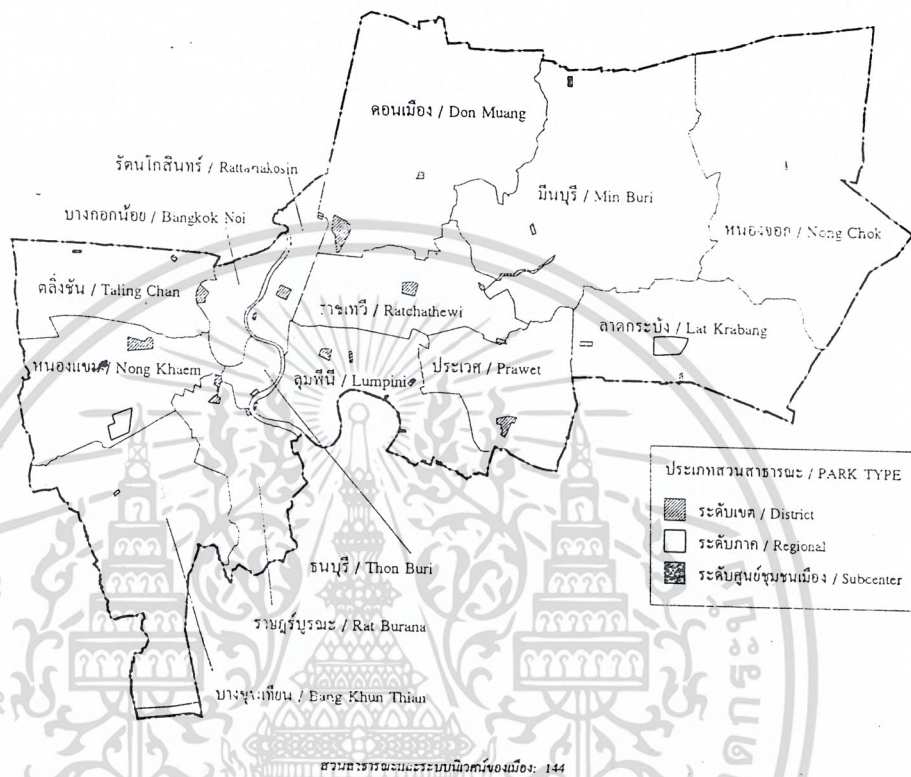 ดอนเมือง / Don Muang
รัตนโกสินทร์ / Rattanakosin
มีนบุรี / Min Buri
บางกอกน้อย / Bangkok Noi
หนองจอก / Nong Chok
ตลิ่งชัน / Taling Chan
ราชเทวี / Ratchathewi
ลาดกระบัง / Lat Krabang
หนองแขม / Nong Khaem
ลุมพีนี / Lumpini
ประเวศ / Prawet
ประเภทสวนสาธารณะ / PARK TYPE
ระดับเขต / District
ระดับภาค / Regional
ระดับศูนย์ชุมชนเมือง / Subcenter
ธนบุรี / Thon Buri
ราษฎร์บูรณะ / Rat Burana
บางขุนเทียน / Bang Khun Thian
สวนสาธารณะและระบบนิเวศน์ของเมือง: 144